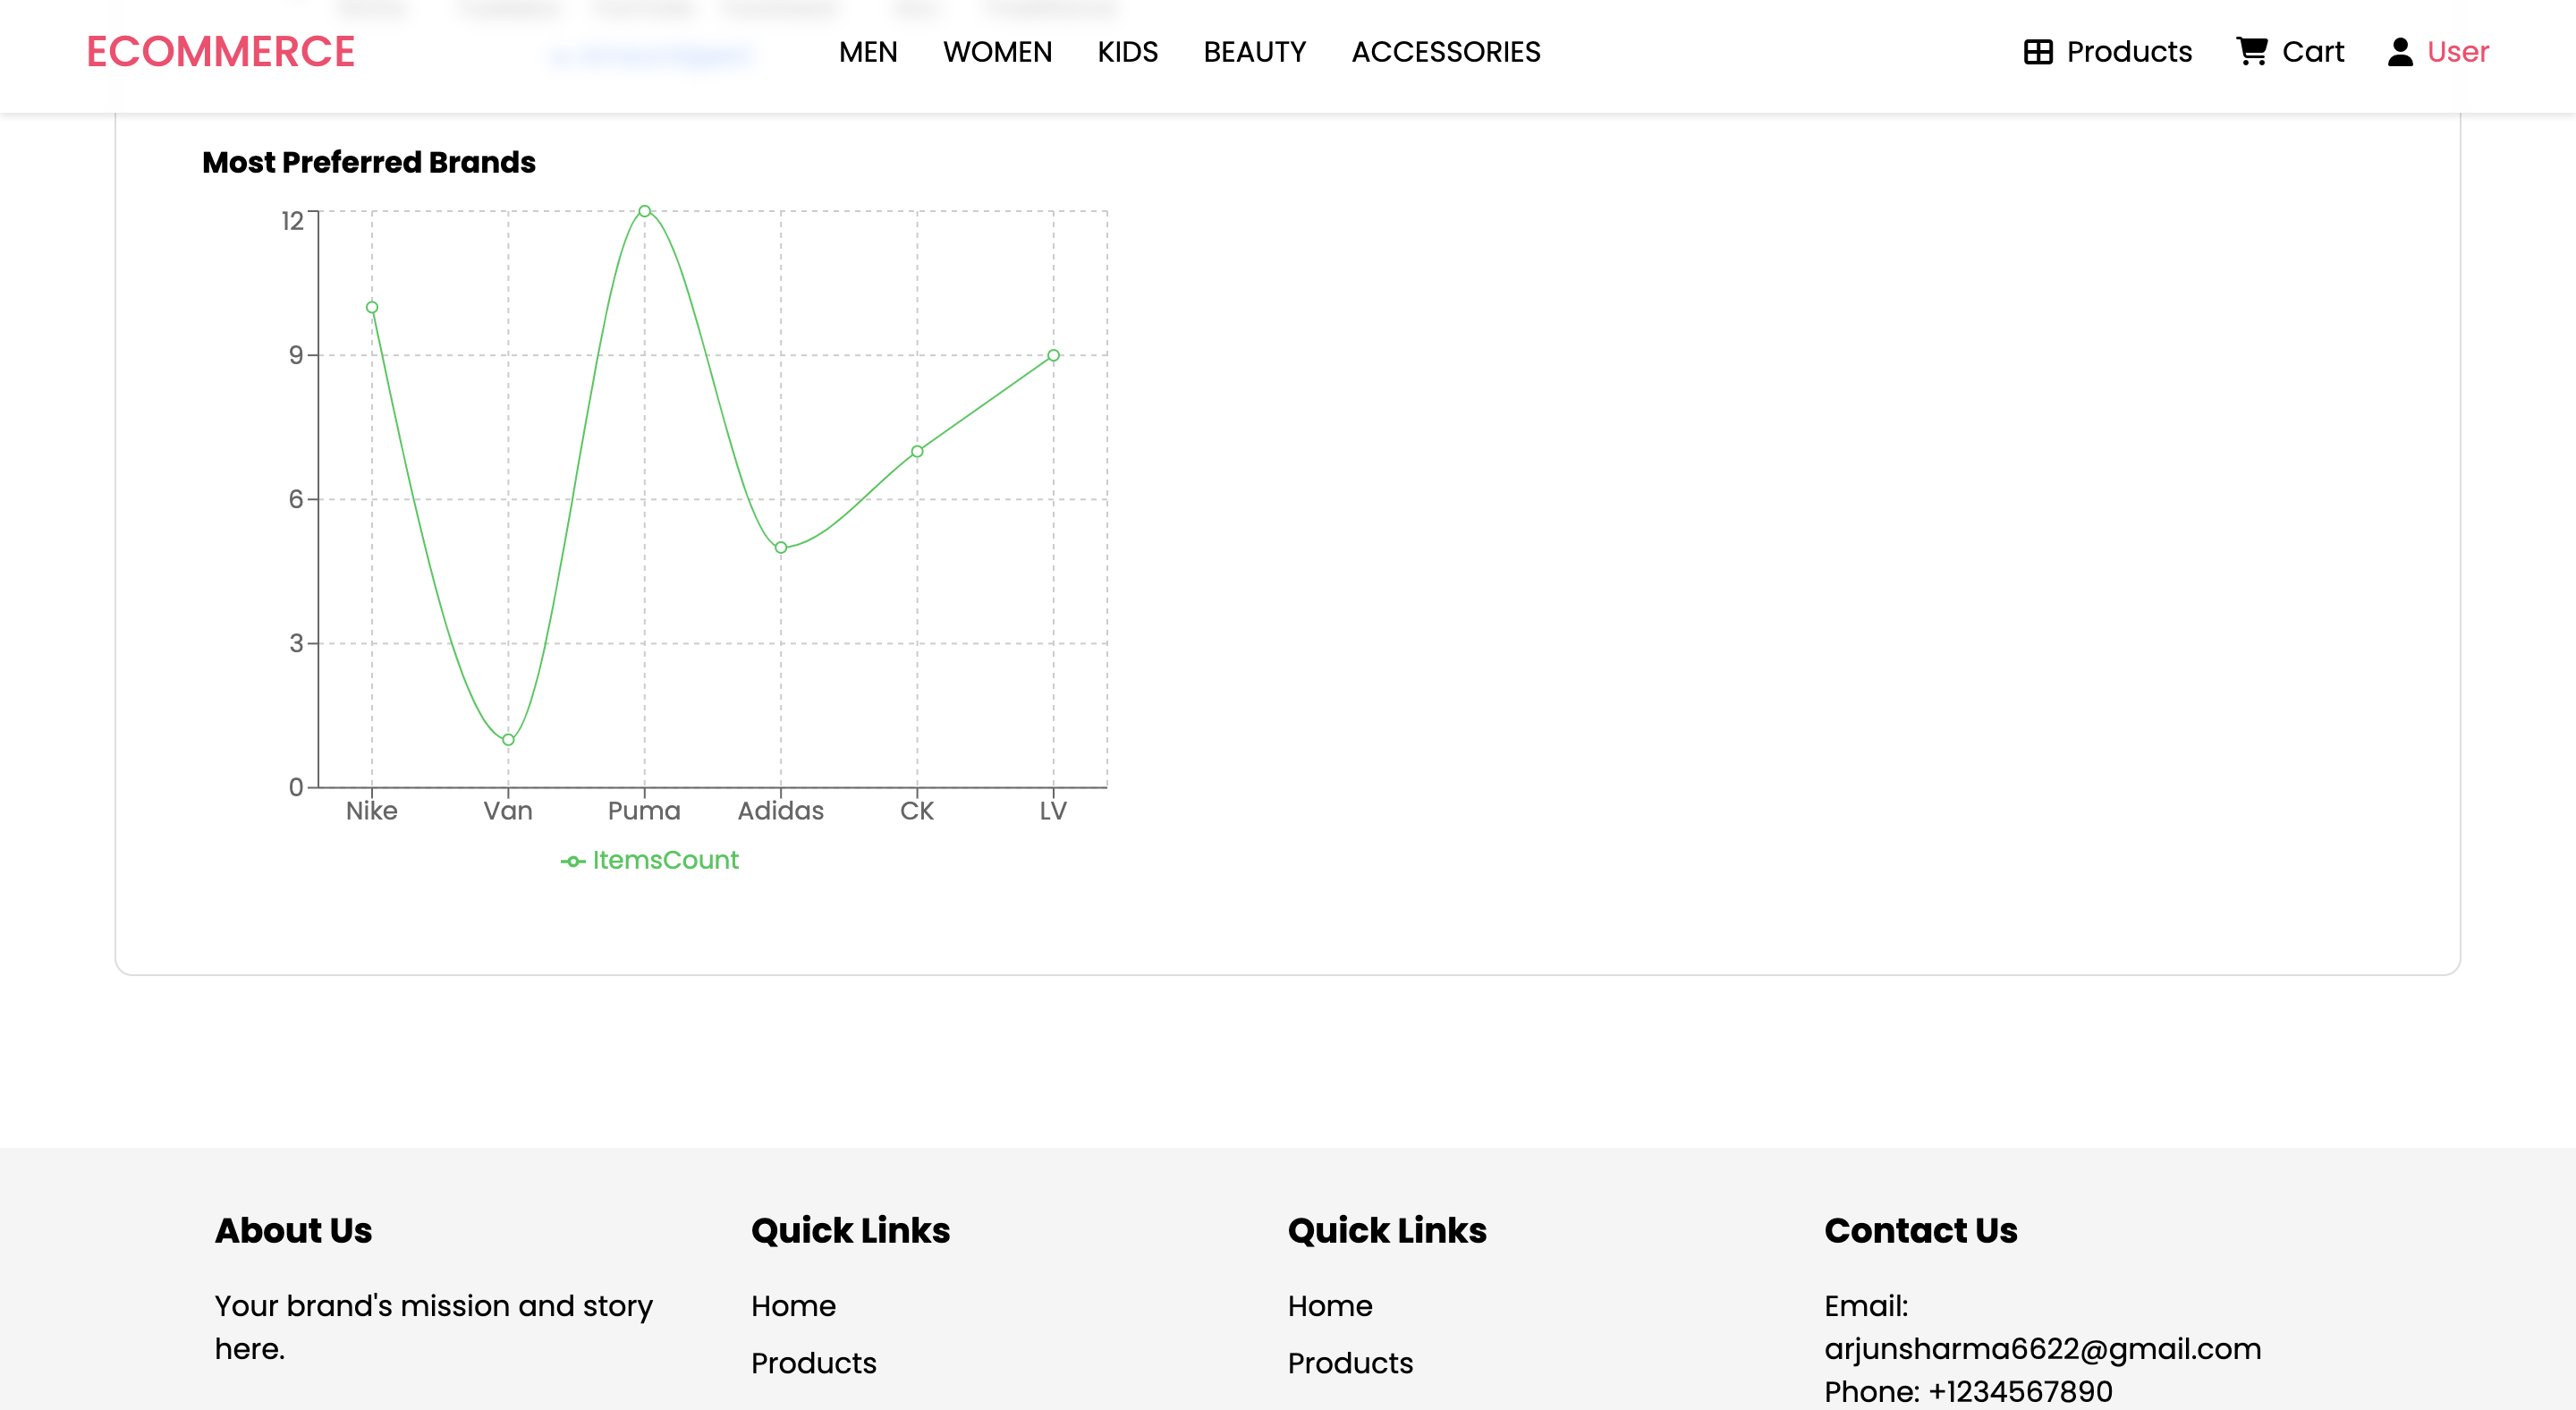 ECOMMERCE
MEN WOMEN KIDS BEAUTY ACCESSORIES
Products Cart User
Most Preferred Brands
12
9
6
3
0
Nike Van Puma Adidas CK LV
ItemsCount
About Us
Your brand's mission and story
here.
Quick Links
Home
Products
Quick Links
Home
Products
Contact Us
Email:
arjunsharma6622@gmail.com
Phone: +1234567890